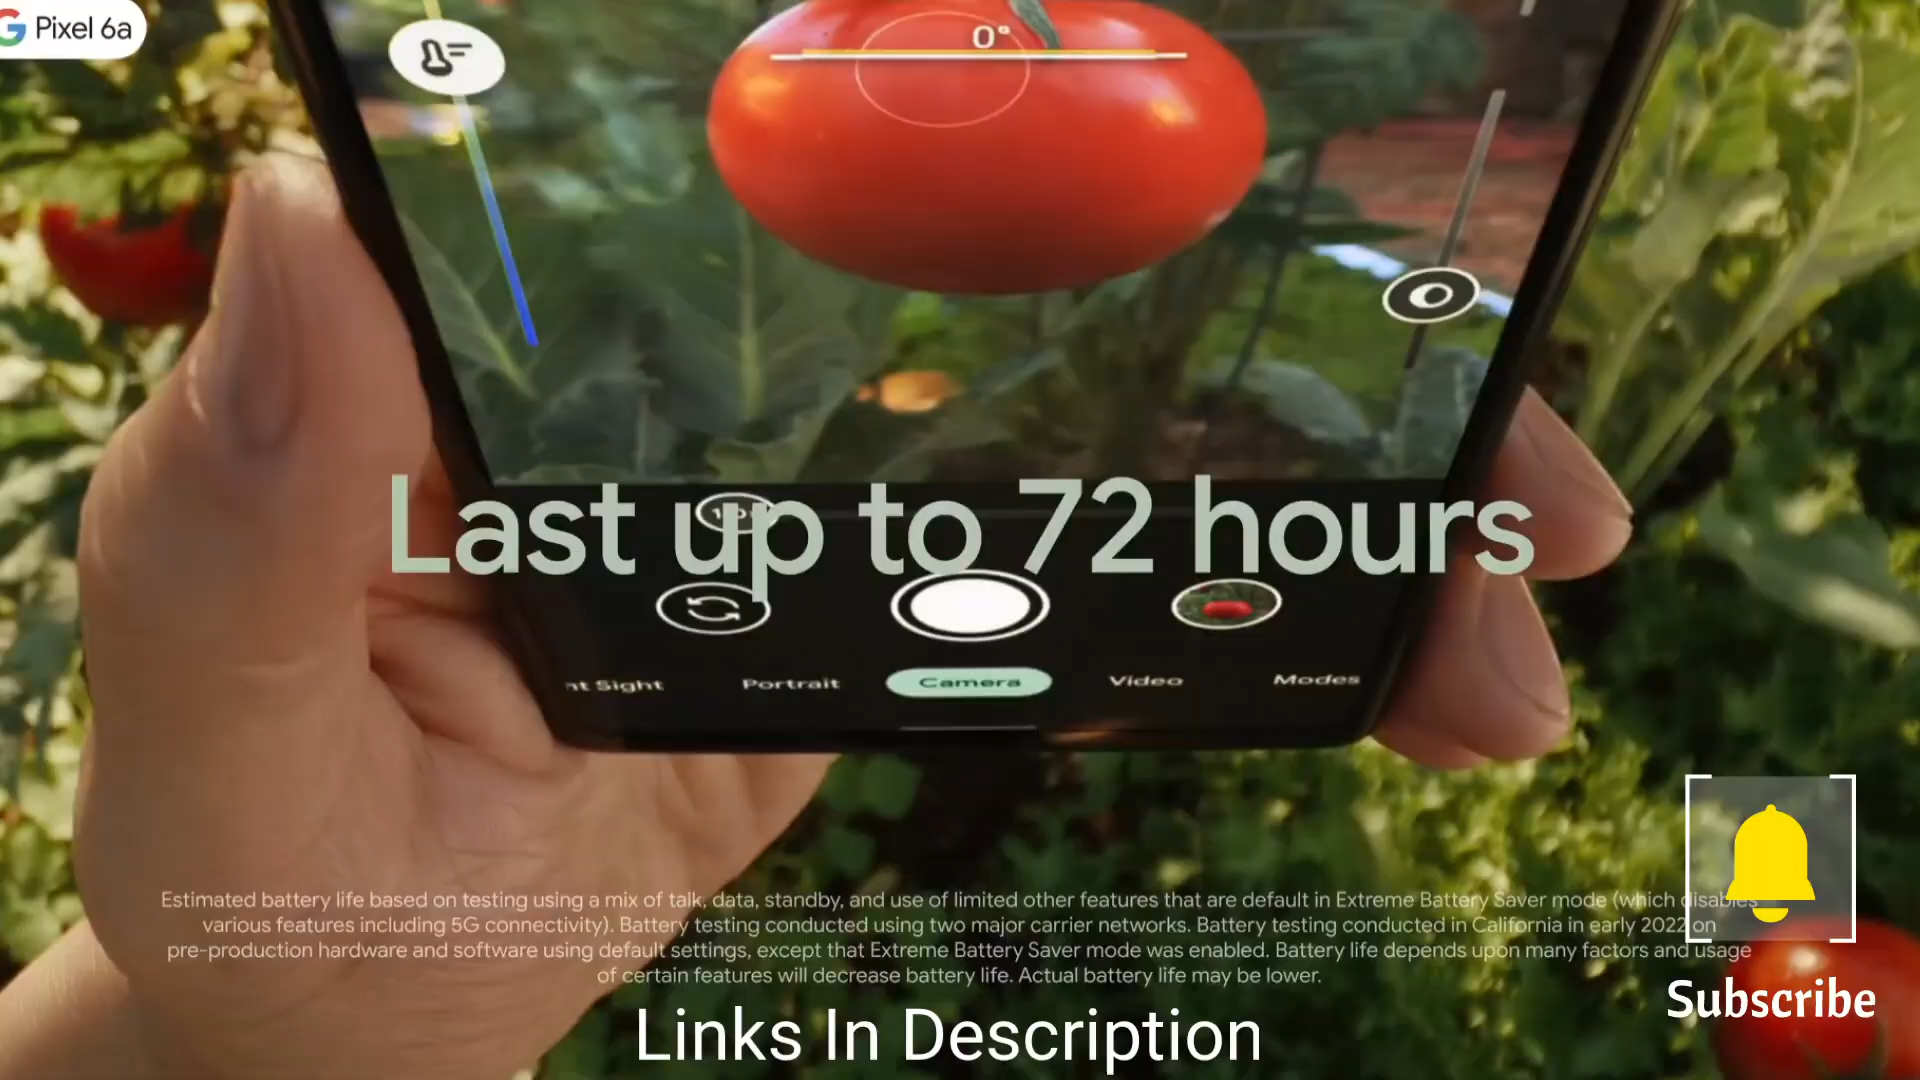 Pixel 6a
0°
Last up to 72 hours
nt Sight
Portrait
Camera
Video
Modes
Estimated battery life based on testing using a mix of talk, data, standby, and use of limited other features that are default in Extreme Battery Saver mode (which disables
various features including 5G connectivity). Battery testing conducted using two major carrier networks. Battery testing conducted in California in early 2022 on
pre-production hardware and software using default settings, except that Extreme Battery Saver mode was enabled. Battery life depends upon many factors and usage
of certain features will decrease battery life. Actual battery life may be lower.
Subscribe
Links In Description